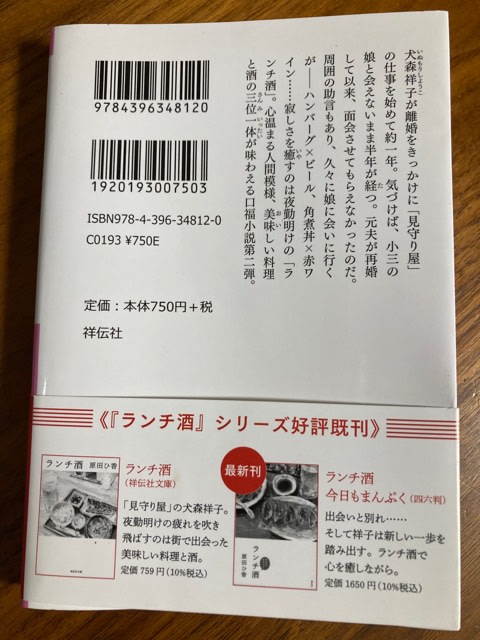 犬森祥子が離婚をきっかけに「見守り屋」
の仕事を始めて約一年。気づけば、小三の
娘と会えないまま半年が経つ。元夫が再婚
して以来、面会させてもらえなかったのだ。
周囲の助言もあり、久々に娘に会いに行く
が――ハンバーグ×ビール、角煮丼×赤ワ
イン……寂しさを癒すのは夜勤明けの「ラ
ンチ酒」。心温まる人間模様、美味しい料理
と酒の三位一体が味わえる口福小説第二弾。
9784396348120
1920193007503
ISBN978-4-396-34812-0
C0193 ¥750E
定価：本体750円＋税
祥伝社
《『ランチ酒』シリーズ好評既刊》
ランチ酒 原田ひ香
ランチ酒
(祥伝社文庫)
「見守り屋」の犬森祥子。
夜勤明けの疲れを吹き
飛ばすのは街で出会った
美味しい料理と酒。
定価 759円(10%税込)
最新刊
ランチ酒
原田ひ香
ランチ酒
今日もまんぷく(四六判)
出会いと別れ……
そして祥子は新しい一歩を
踏み出す。ランチ酒で
心を癒しながら。
定価 1650円(10%税込)